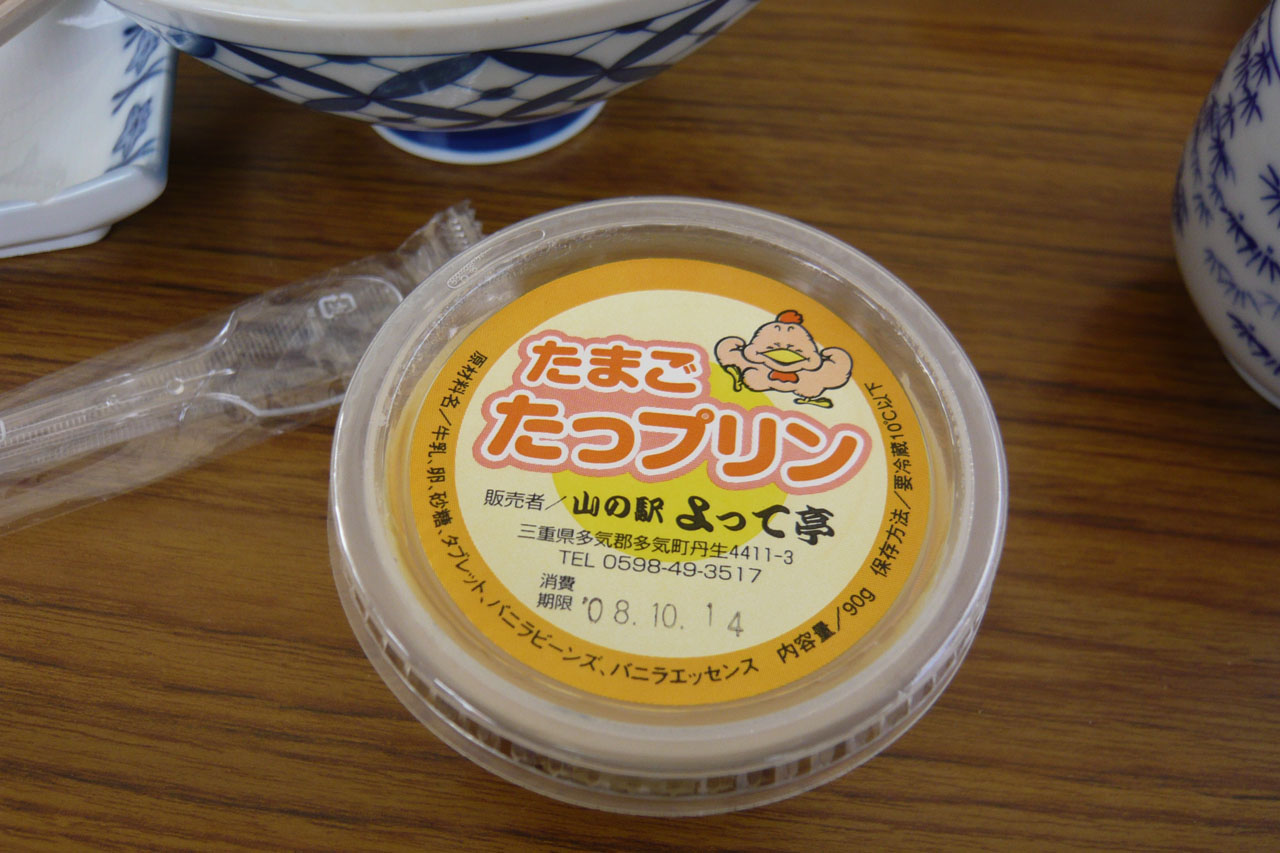 たまご
たっプリン
販売者／山の駅 よって亭
三重県多気郡多気町丹生4411-3
TEL 0598-49-3517
消費
期限 '08.10.14
原材料名／牛乳、卵、砂糖、タブレット、バニラビーンズ、バニラエッセンス 内容量／90g 保存方法／要冷蔵10℃以下